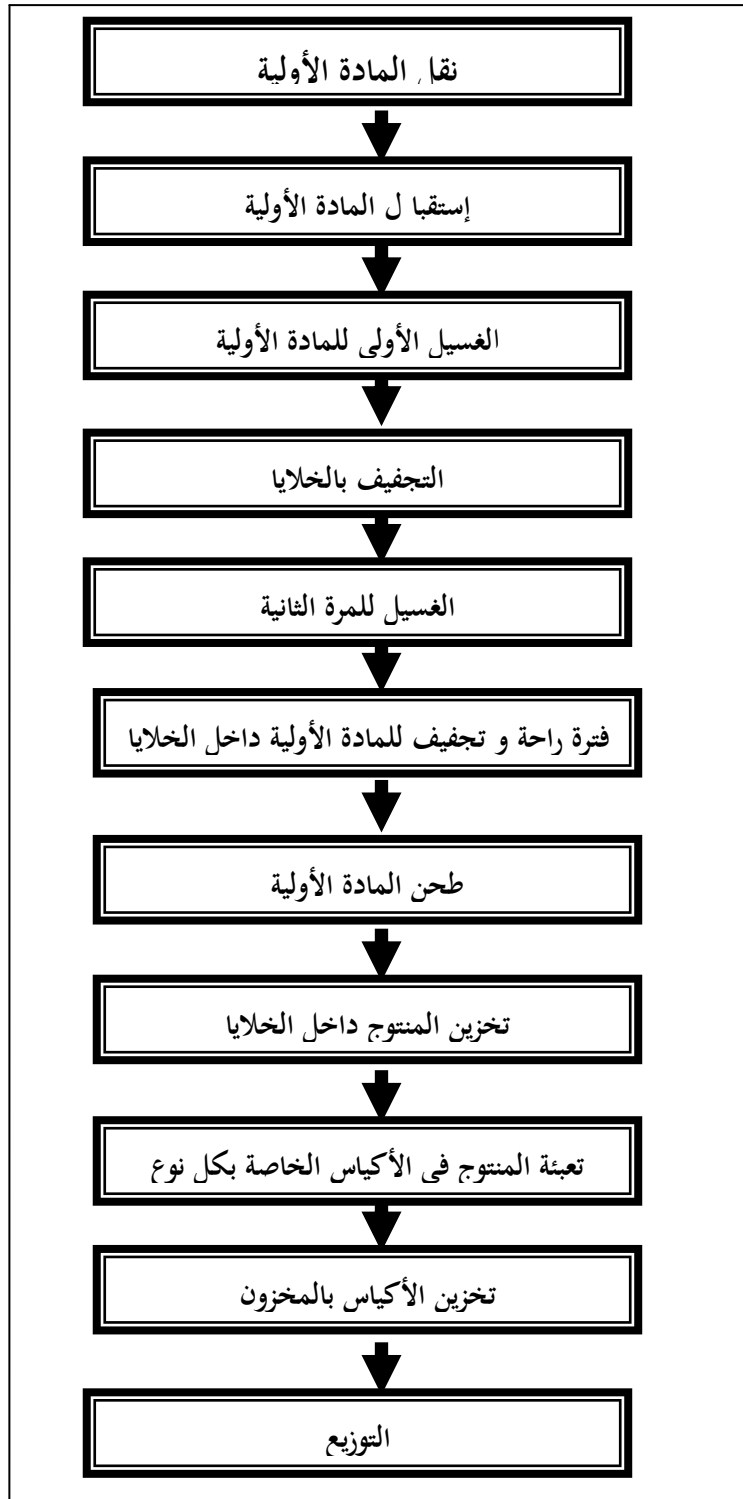 نقل المادة الأولية
إستقبا ل المادة الأولية
الغسيل الأولى للمادة الأولية
التجفيف بالخلايا
الغسيل للمرة الثانية
فترة راحة و تجفيف للمادة الأولية داخل الخلايا
طحن المادة الأولية
تخزين المنتوج داخل الخلايا
تعبئة المنتوج فى الأكياس الخاصة بكل نوع
تخزين الأكياس بالمخزون
التوزيع